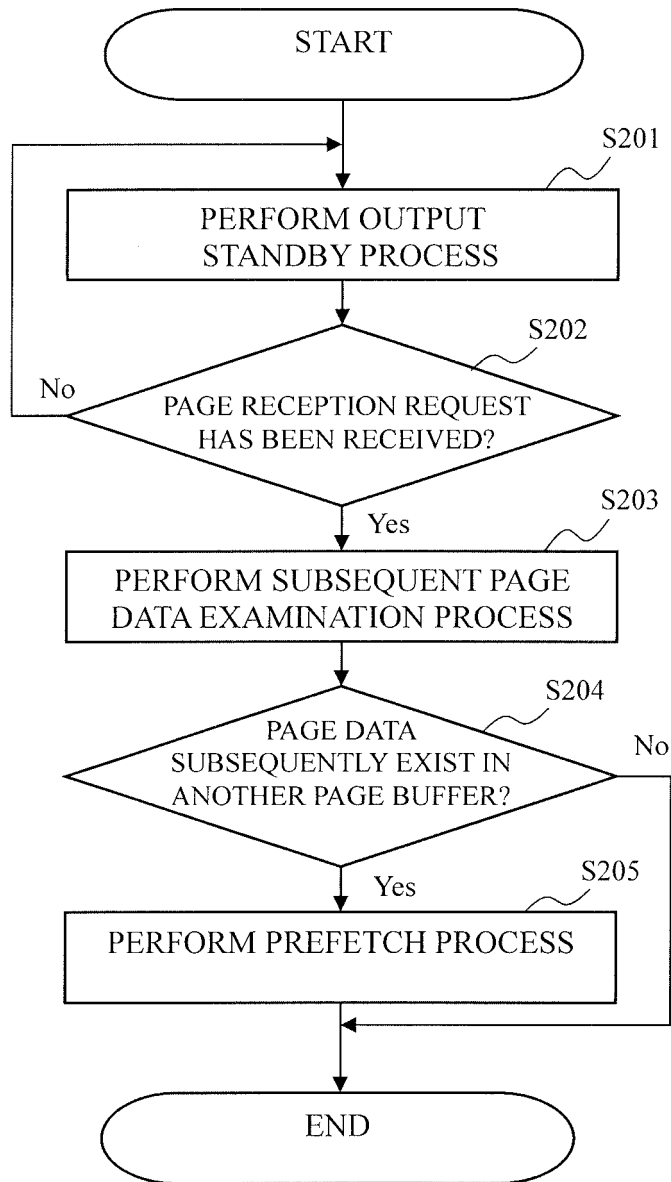 START
S201
PERFORM OUTPUT
STANDBY PROCESS
S202
No
PAGE RECEPTION REQUEST
HAS BEEN RECEIVED?
Yes
S203
PERFORM SUBSEQUENT PAGE
DATA EXAMINATION PROCESS
S204
PAGE DATA
SUBSEQUENTLY EXIST IN
ANOTHER PAGE BUFFER?
No
Yes
S205
PERFORM PREFETCH PROCESS
END